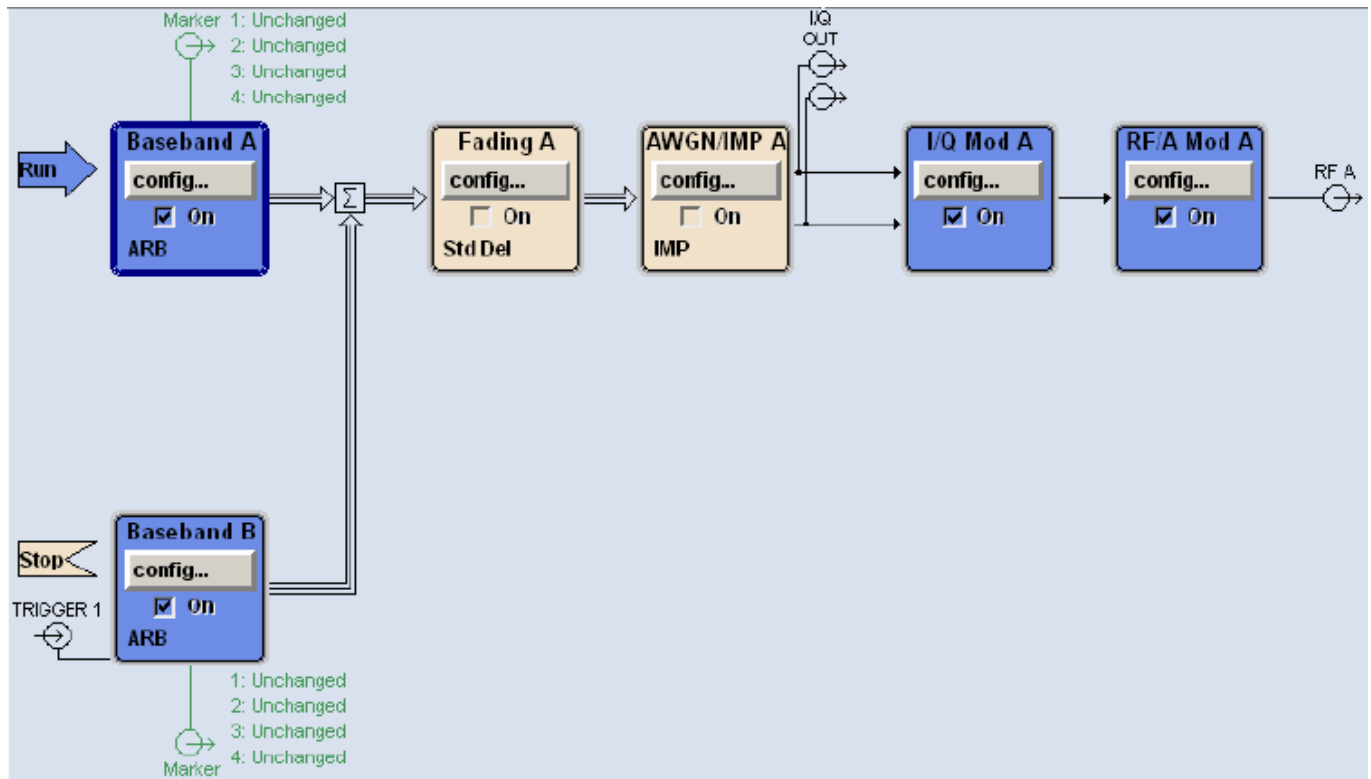 Marker 1: Unchanged
2: Unchanged
3: Unchanged
4: Unchanged
I/Q
OUT
Run
Baseband A
config...
On
ARB
Σ
Fading A
config...
On
Std Del
AWGN/IMP A
config...
On
IMP
I/Q Mod A
config...
On
RF/A Mod A
config...
On
RF A
Stop
TRIGGER 1
Baseband B
config...
On
ARB
1: Unchanged
2: Unchanged
3: Unchanged
4: Unchanged
Marker